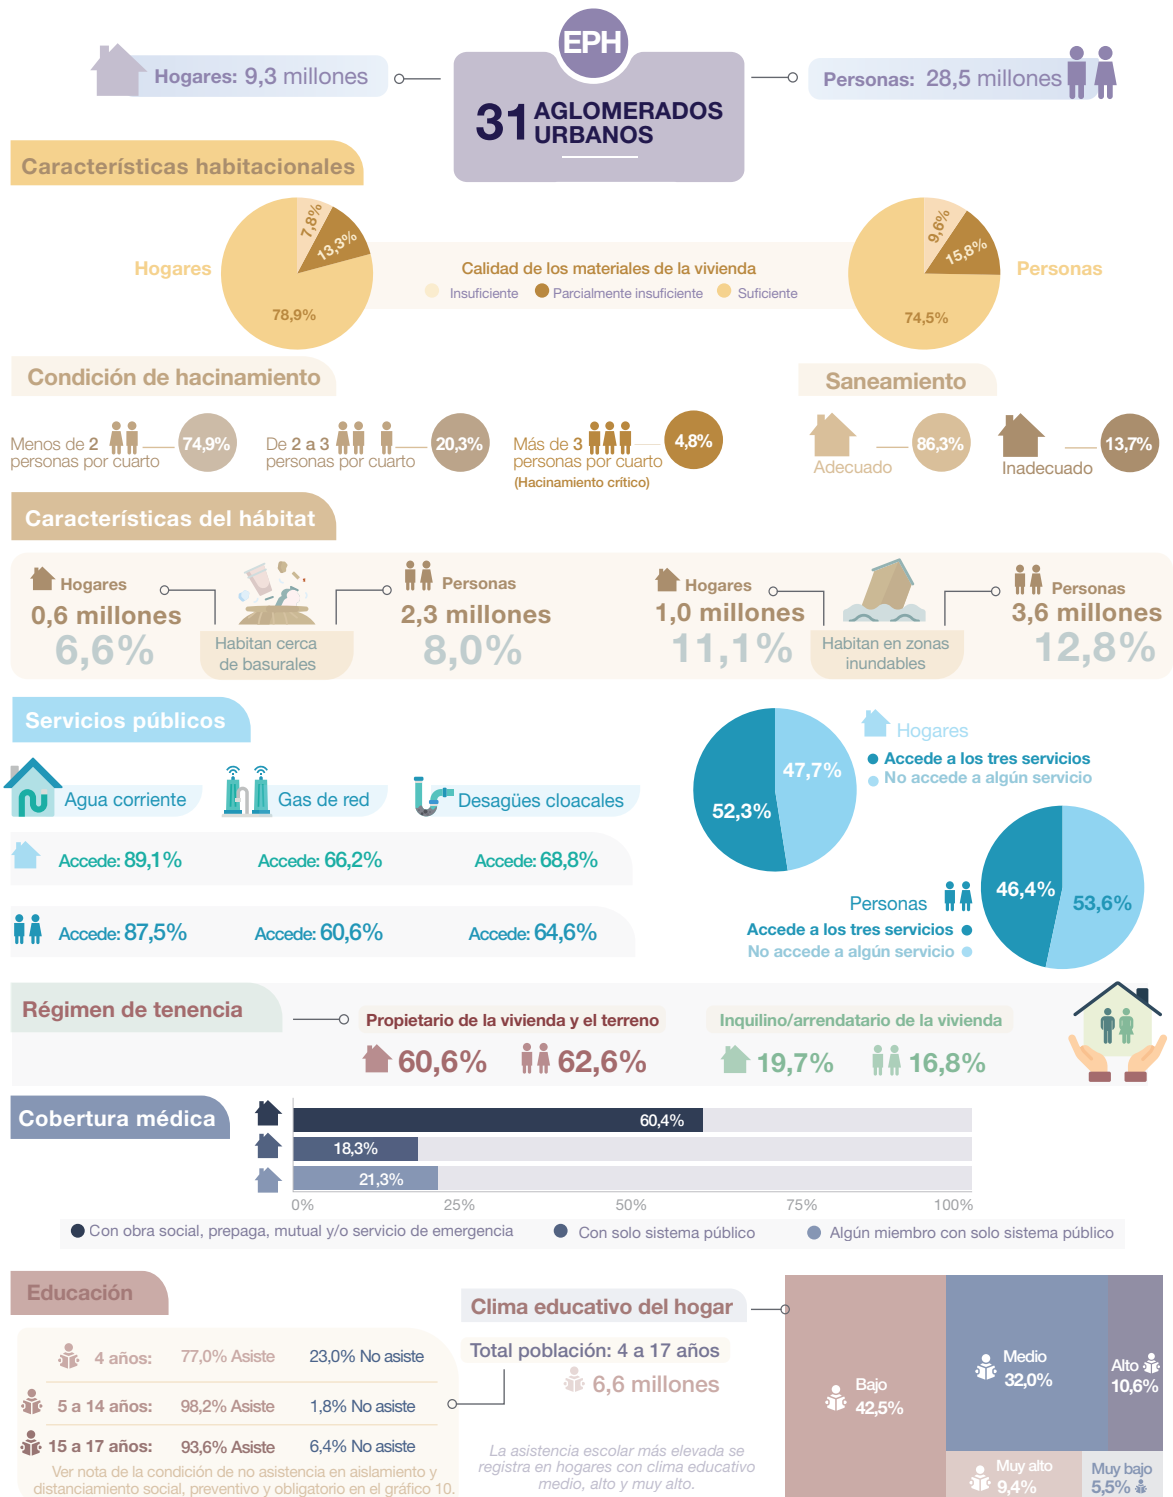 EPH
Hogares: 9,3 millones
31 AGLOMERADOS
URBANOS
Personas: 28,5 millones
Características habitacionales
Hogares
7,8%
13,3%
78,9%
Calidad de los materiales de la vivienda
Insuficiente Parcialmente insuficiente Suficiente
9,6%
15,8%
74,5%
Personas
Condición de hacinamiento
Menos de 2
personas por cuarto
74,9%
De 2 a 3
personas por cuarto
20,3%
Más de 3
personas por cuarto
(Hacinamiento crítico)
4,8%
Saneamiento
Adecuado
86,3%
Inadecuado
13,7%
Características del hábitat
Hogares
0,6 millones
6,6%
Habitan cerca
de basurales
Personas
2,3 millones
8,0%
Hogares
1,0 millones
11,1%
Habitan en zonas
inundables
Personas
3,6 millones
12,8%
Servicios públicos
Agua corriente Gas de red Desagües cloacales
Accede: 89,1% Accede: 66,2% Accede: 68,8%
Accede: 87,5% Accede: 60,6% Accede: 64,6%
47,7%
52,3%
Hogares
Accede a los tres servicios
No accede a algún servicio
46,4%
53,6%
Personas
Accede a los tres servicios
No accede a algún servicio
Régimen de tenencia
Propietario de la vivienda y el terreno
60,6% 62,6%
Inquilino/arrendatario de la vivienda
19,7% 16,8%
Cobertura médica
60,4%
18,3%
21,3%
0% 25% 50% 75% 100%
Con obra social, prepaga, mutual y/o servicio de emergencia Con solo sistema público Algún miembro con solo sistema público
Educación
4 años: 77,0% Asiste 23,0% No asiste
5 a 14 años: 98,2% Asiste 1,8% No asiste
15 a 17 años: 93,6% Asiste 6,4% No asiste
Ver nota de la condición de no asistencia en aislamiento y
distanciamiento social, preventivo y obligatorio en el gráfico 10.
Clima educativo del hogar
Total población: 4 a 17 años
6,6 millones
La asistencia escolar más elevada se
registra en hogares con clima educativo
medio, alto y muy alto.
Bajo
42,5%
Medio
32,0%
Alto
10,6%
Muy alto
9,4%
Muy bajo
5,5%